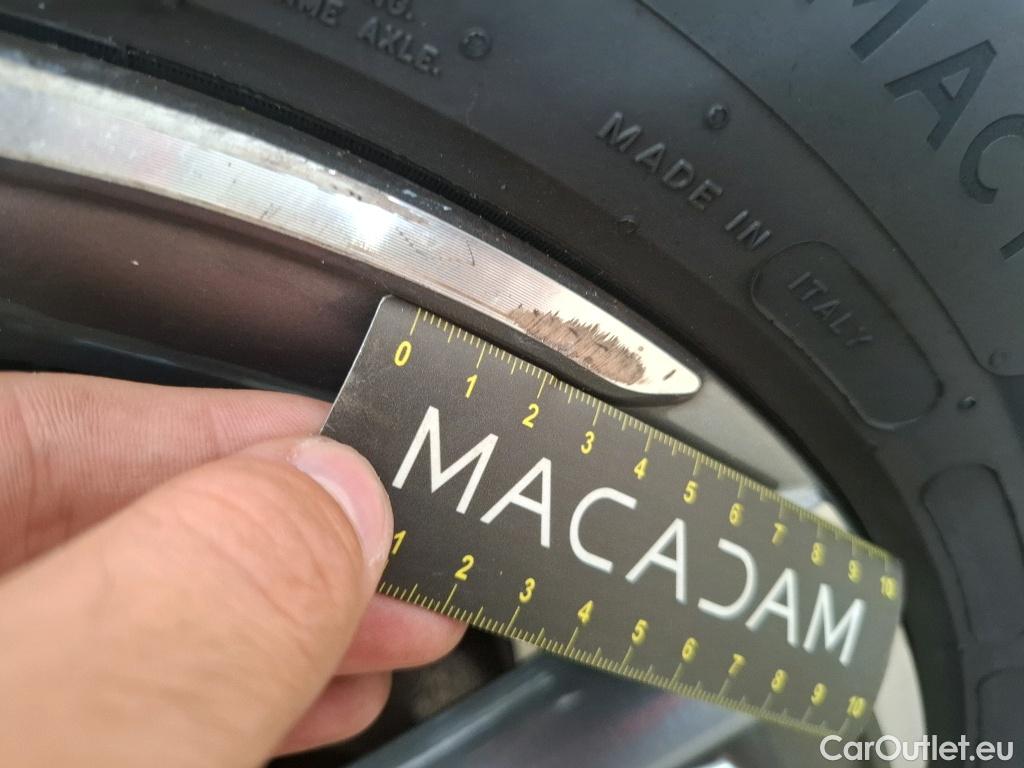 AME AXLE.
MADE IN
ITALY
MAC
0 1 2 3 4 5 6 7 8 9 10
MACADAM
1 2 3 4 5 6 7 8 9 10
CarOutlet.eu